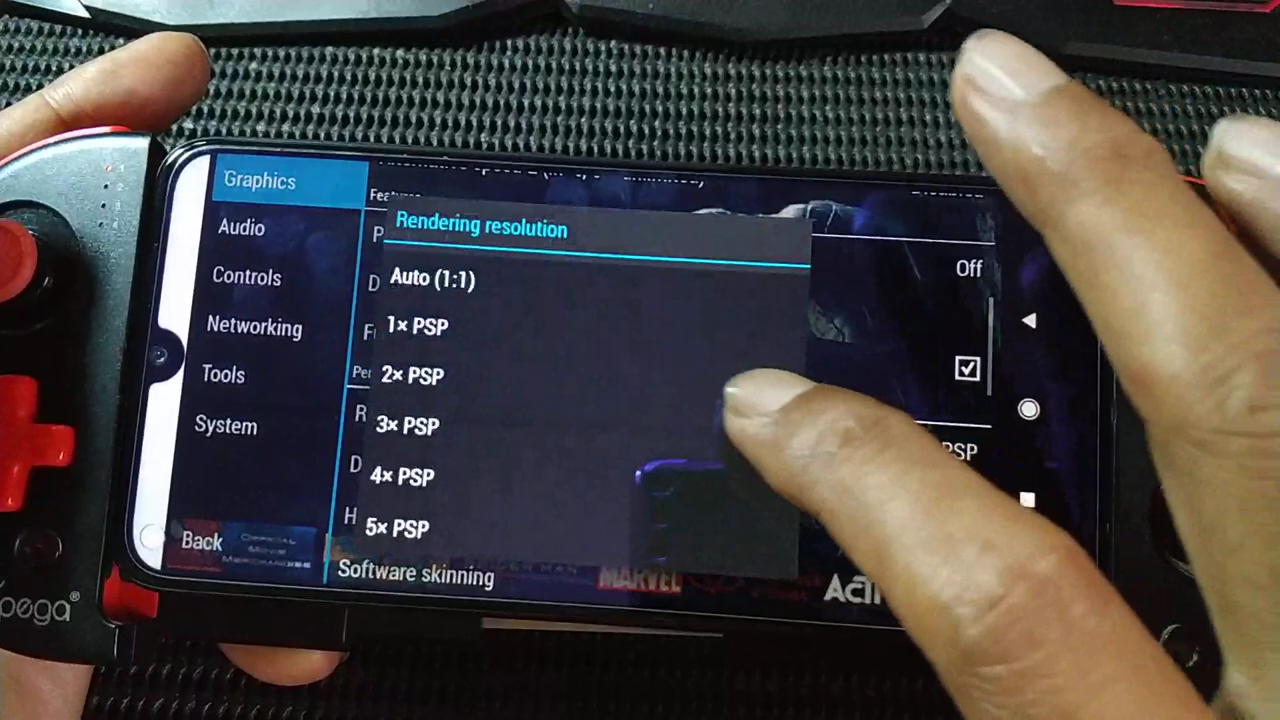 Graphics
Audio
Controls
Networking
Tools
System
Back
Rendering resolution
Auto (1:1)
1× PSP
2× PSP
3× PSP
4× PSP
5× PSP
Software skinning
Off
PSP
MARVEL